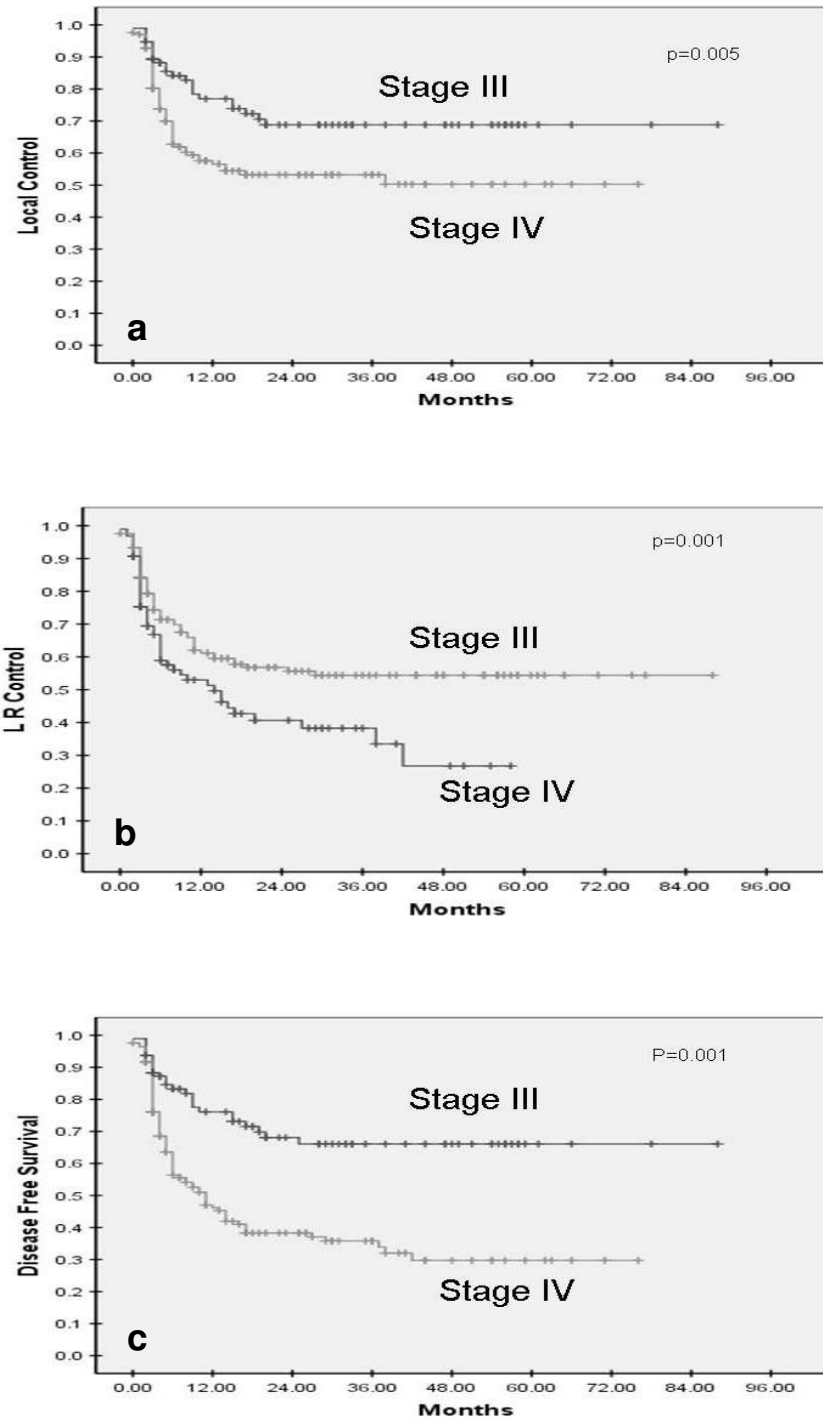 1.0
p=0.005
0.9
Stage III
0.8
0.7
0.6
Local Control
0.5
0.4
Stage IV
0.3
0.2
0.1
a
0.0
0.00 12.00 24.00 36.00 48.00 60.00 72.00 84.00 96.00
Months
1.0
p=0.001
0.9
0.8
0.7
Stage III
0.6
L R Control
0.5
0.4
0.3
0.2
Stage IV
0.1
b
0.0
0.00 12.00 24.00 36.00 48.00 60.00 72.00 84.00 96.00
Months
1.0
P=0.001
0.9
0.8
Stage III
0.7
0.6
Disease Free Survival
0.5
0.4
0.3
0.2
Stage IV
0.1
c
0.0
0.00 12.00 24.00 36.00 48.00 60.00 72.00 84.00 96.00
Months